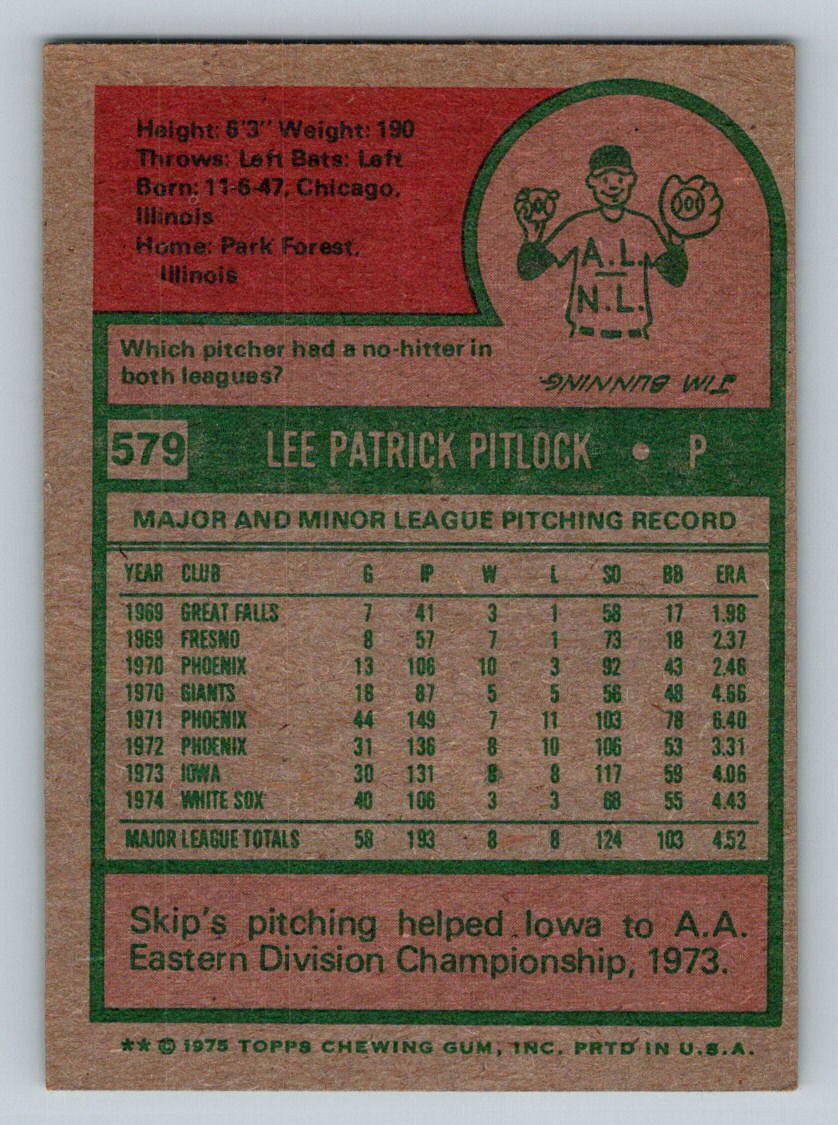 Height: 6'3" Weight: 190
Throws: Left Bats: Left
Born: 11-6-47, Chicago,
Illinois
Home: Park Forest,
Illinois
A.L.
N.L.
Which pitcher had a no-hitter in
both leagues?
JIM BUNNING
579 LEE PATRICK PITLOCK • P
MAJOR AND MINOR LEAGUE PITCHING RECORD
YEAR CLUB G IP W L SO BB ERA
1969 GREAT FALLS 7 41 3 1 58 17 1.98
1969 FRESNO 8 57 7 1 73 18 2.37
1970 PHOENIX 13 106 10 3 92 43 2.46
1970 GIANTS 18 87 5 5 56 48 4.66
1971 PHOENIX 44 149 7 11 103 78 6.40
1972 PHOENIX 31 136 8 10 106 53 3.31
1973 IOWA 30 131 8 8 117 59 4.06
1974 WHITE SOX 40 106 3 3 68 55 4.43
MAJOR LEAGUE TOTALS 58 193 8 8 124 103 4.52
Skip's pitching helped Iowa to A.A.
Eastern Division Championship, 1973.
** © 1975 TOPPS CHEWING GUM, INC. PRTD IN U.S.A.